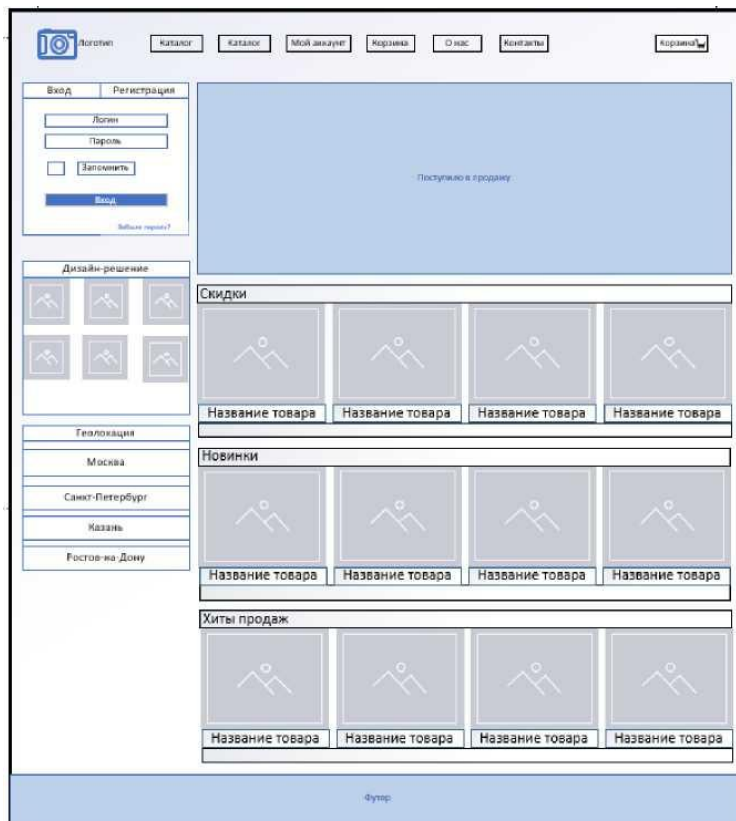 Логотип Каталог Каталог Мой аккаунт Корзина О нас Контакты Корзина
Вход Регистрация
Логин
Пароль
Запомнить
Вход
Забыли пароль?
Поступило в продажу
Дизайн-решение
Геолокация
Москва
Санкт-Петербург
Казань
Ростов-на-Дону
Скидки
Название товара Название товара Название товара Название товара
Новинки
Название товара Название товара Название товара Название товара
Хиты продаж
Название товара Название товара Название товара Название товара
Футер